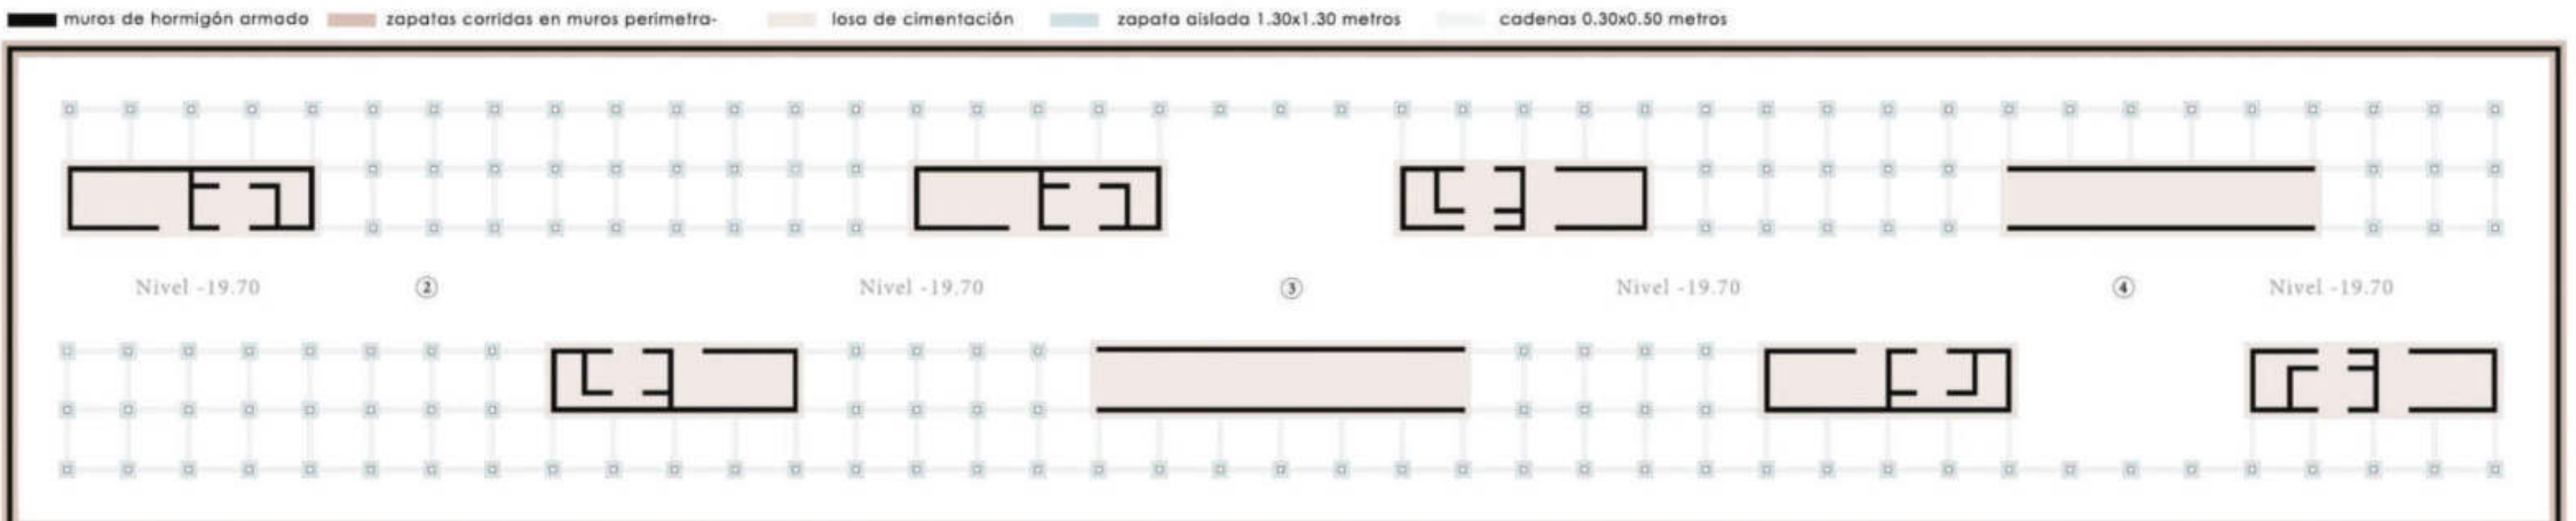 muros de hormigón armado zapatas corridas en muros perimetra- losa de cimentación zapata aislada 1.30x1.30 metros cadenas 0.30x0.50 metros
Nivel -19.70 2 Nivel -19.70 3 Nivel -19.70 4 Nivel -19.70